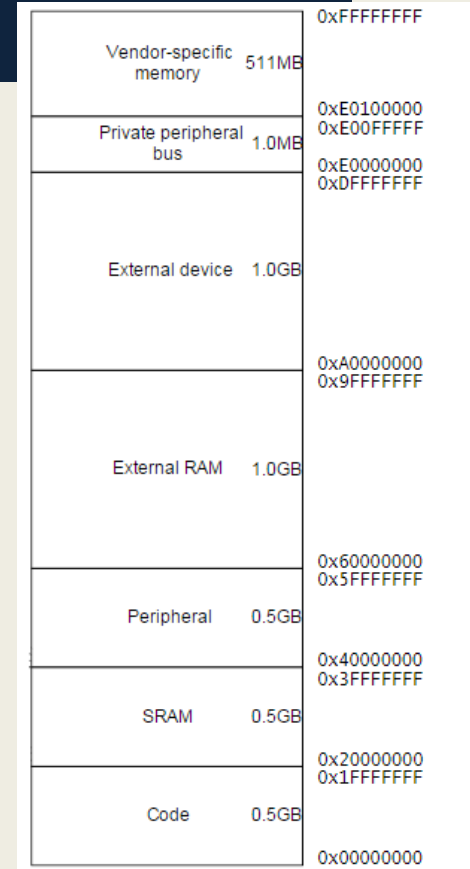 0xFFFFFFFF
Vendor-specific
memory
511MB
0xE0100000
0xE00FFFFF
Private peripheral
bus
1.0MB
0xE0000000
0xDFFFFFFF
External device 1.0GB
0xA0000000
0x9FFFFFFF
External RAM 1.0GB
0x60000000
0x5FFFFFFF
Peripheral 0.5GB
0x40000000
0x3FFFFFFF
SRAM 0.5GB
0x20000000
0x1FFFFFFF
Code 0.5GB
0x00000000